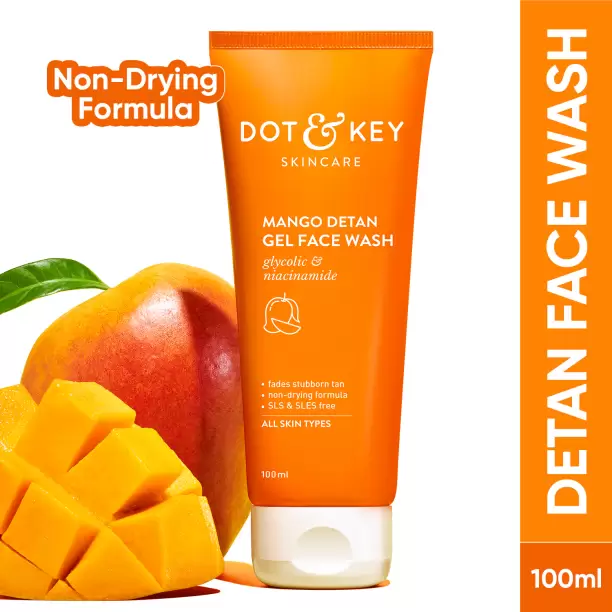 Non-Drying
Formula
DOT & KEY
SKINCARE
MANGO DETAN
GEL FACE WASH
glycolic &
niacinamide
• fades stubborn tan
• non-drying formula
• SLS & SLES free
ALL SKIN TYPES
100ml
DETAN FACE WASH
100ml